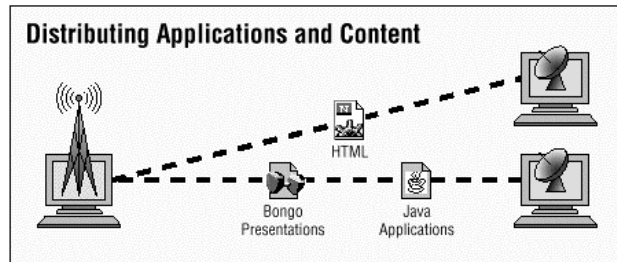 Distributing Applications and Content
HTML
Bongo
Presentations
Java
Applications